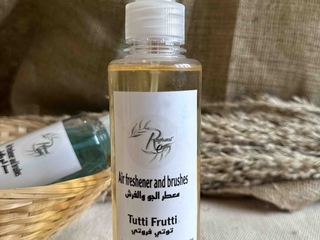 Air freshener and brushes
معطر الجو والفرش
Tutti Frutti
توتي فروتي